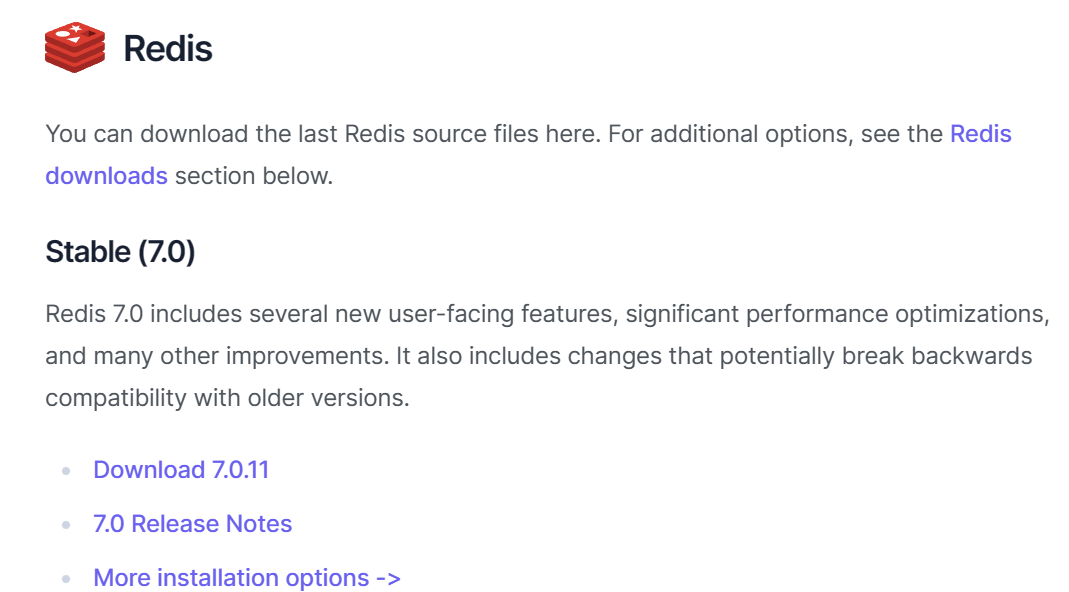 Redis
You can download the last Redis source files here. For additional options, see the Redis
downloads section below.
Stable (7.0)
Redis 7.0 includes several new user-facing features, significant performance optimizations,
and many other improvements. It also includes changes that potentially break backwards
compatibility with older versions.
Download 7.0.11
7.0 Release Notes
More installation options ->